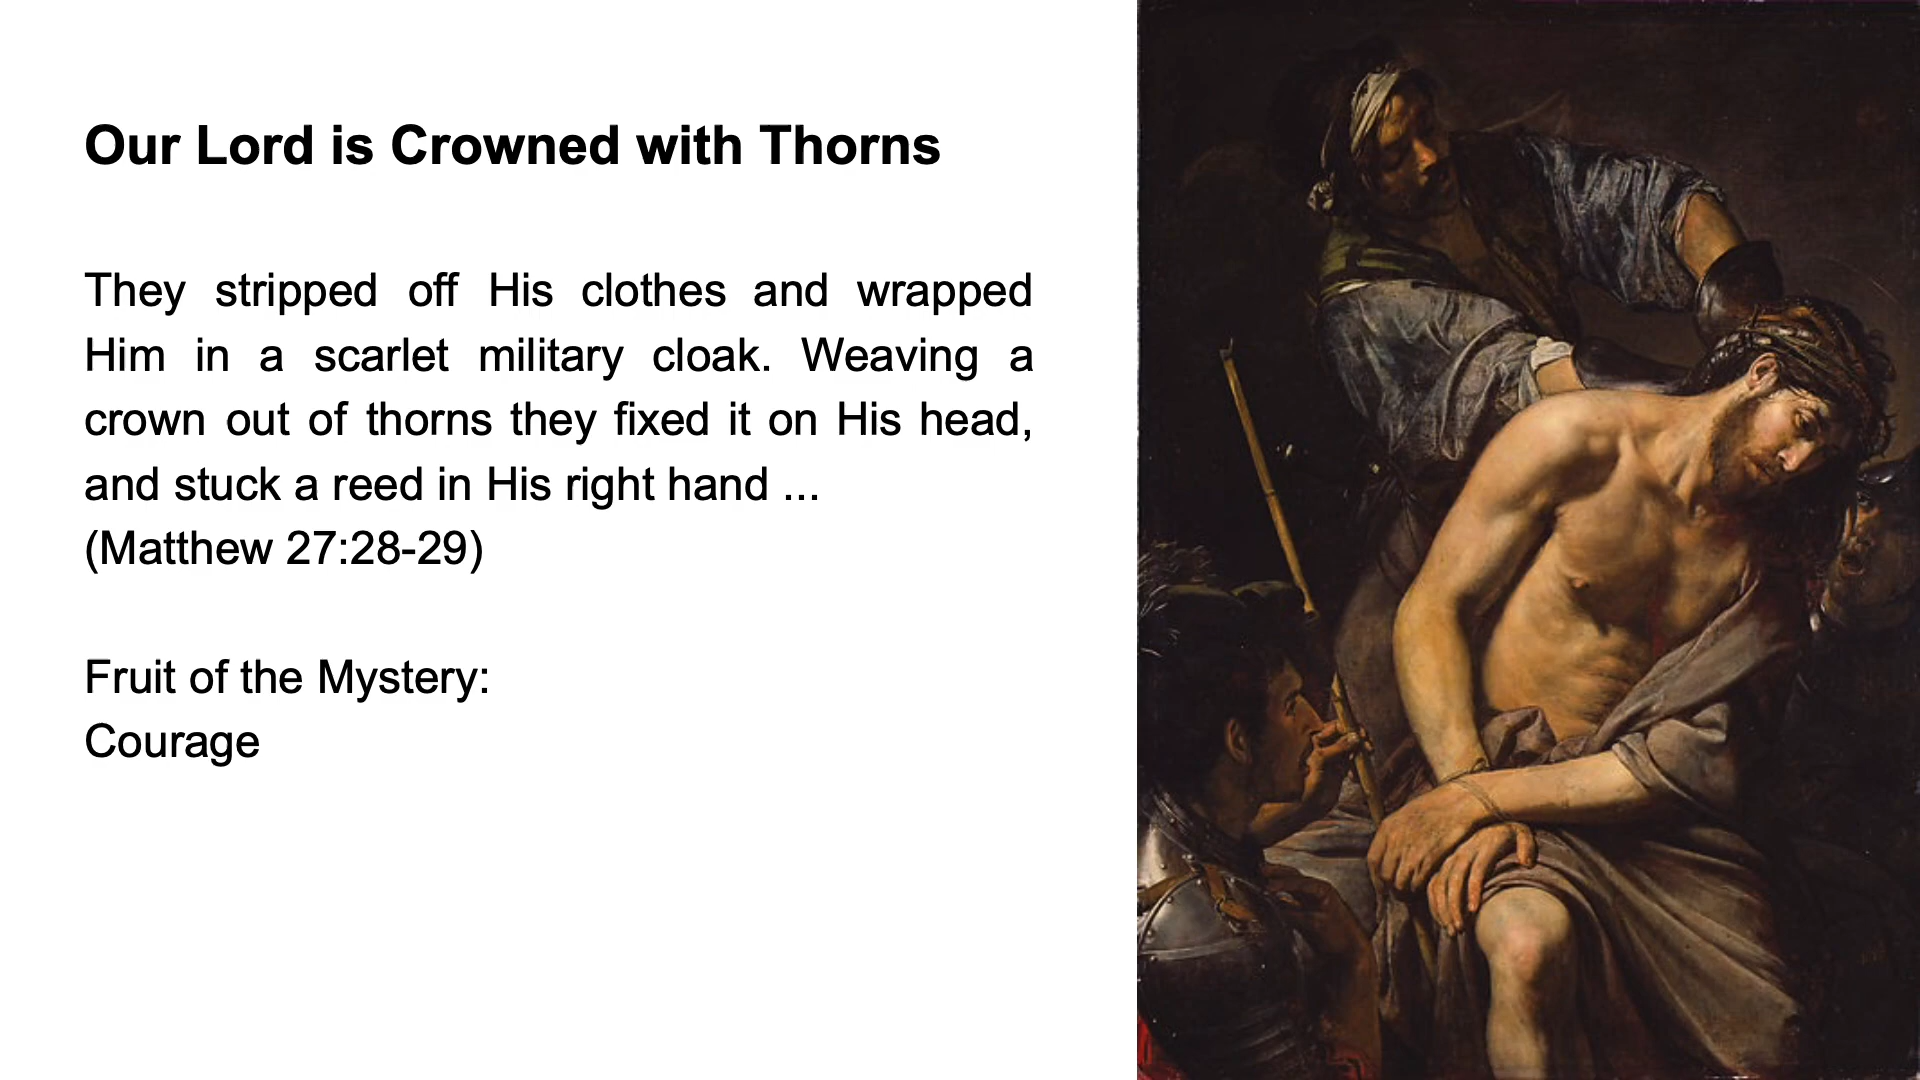 Our Lord is Crowned with Thorns
They stripped off His clothes and wrapped
Him in a scarlet military cloak. Weaving a
crown out of thorns they fixed it on His head,
and stuck a reed in His right hand ...
(Matthew 27:28-29)
Fruit of the Mystery:
Courage